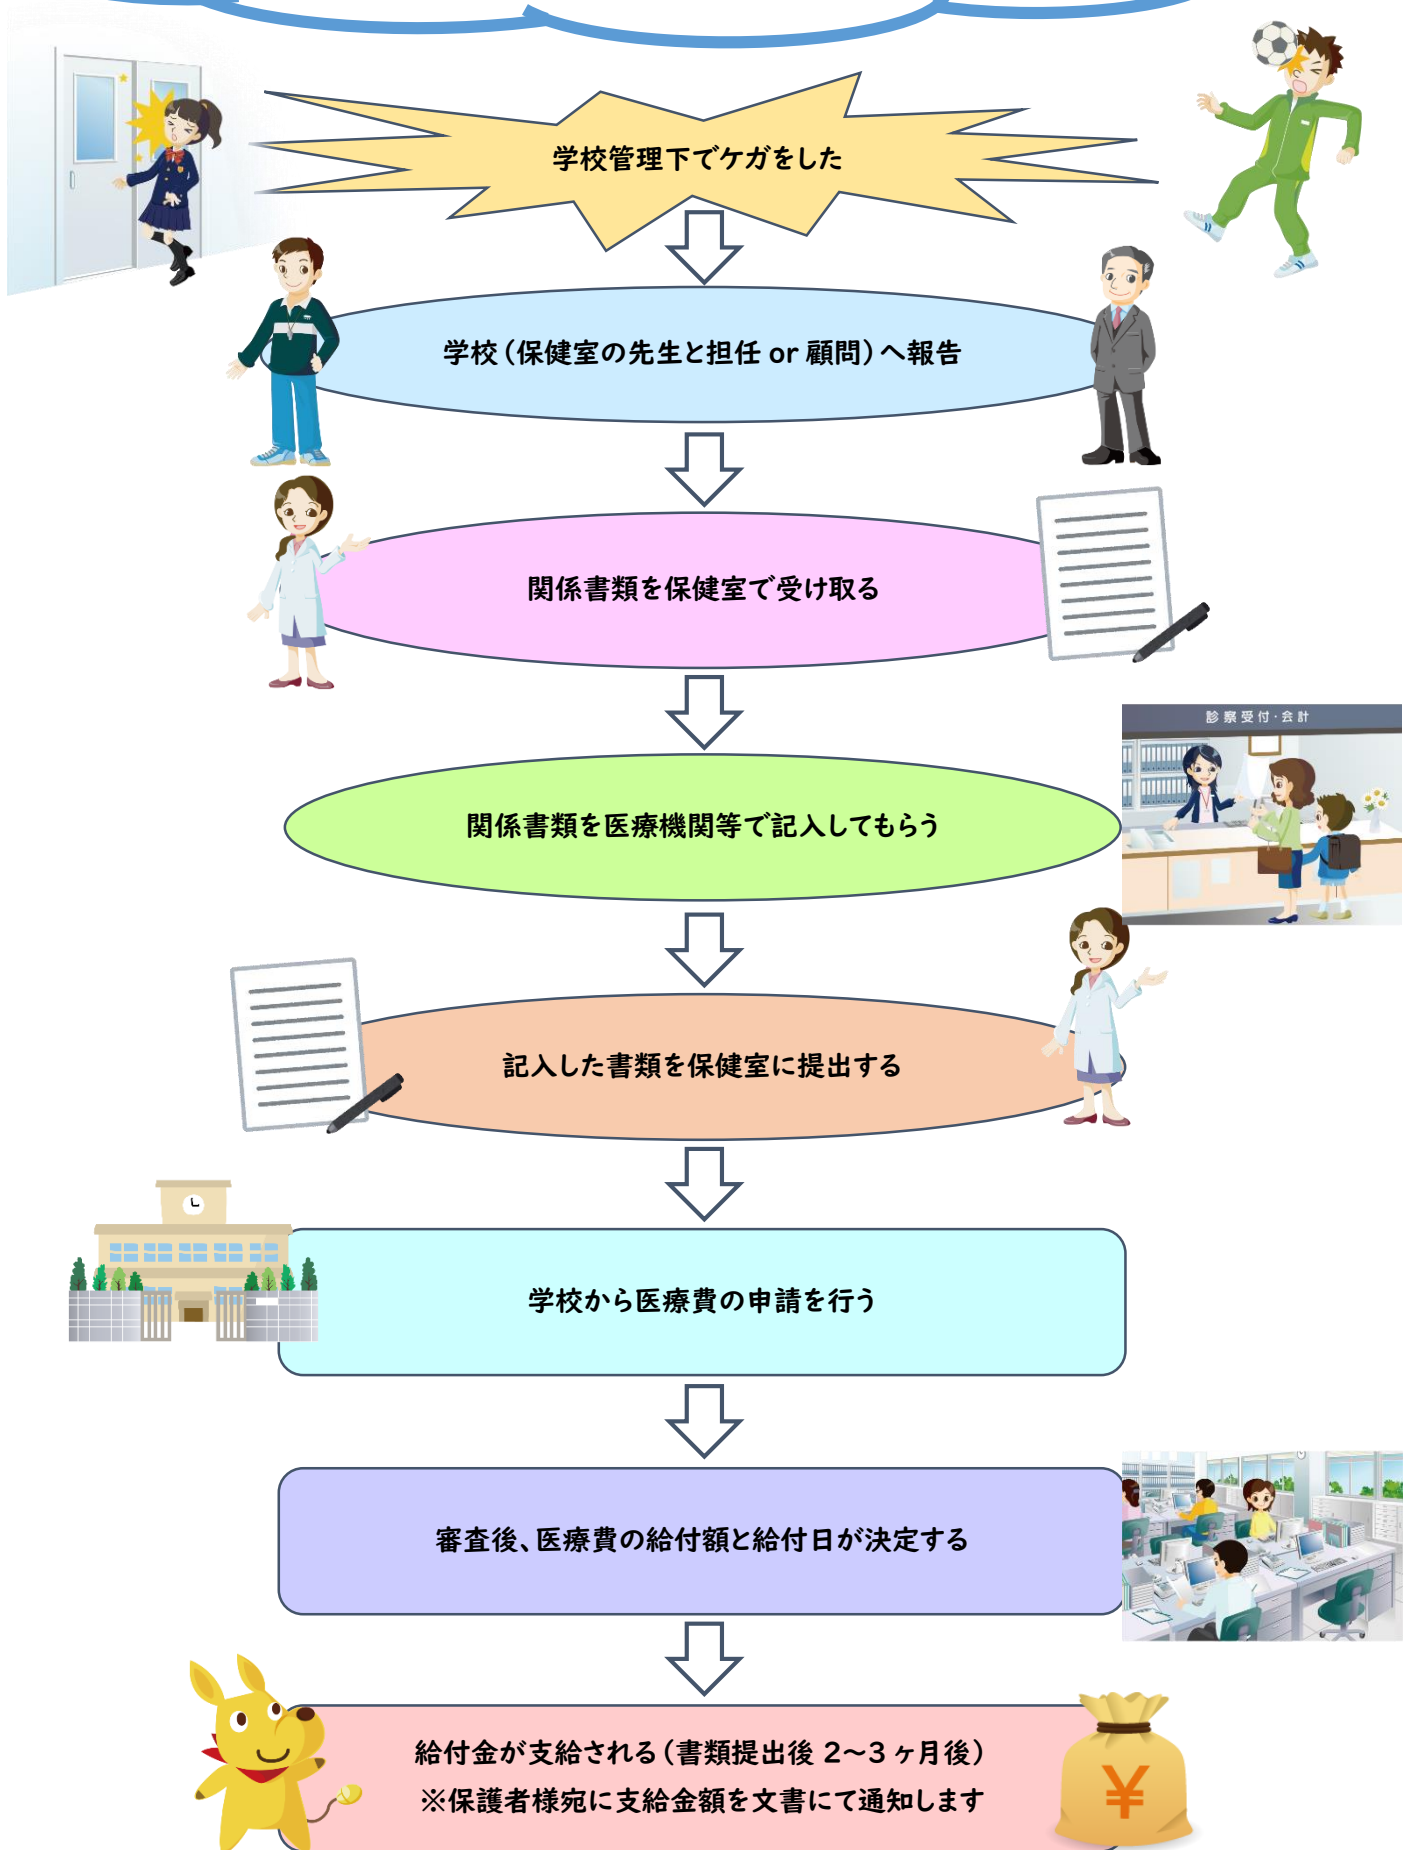 学校管理下でケガをした
学校（保健室の先生と担任 or 顧問）へ報告
関係書類を保健室で受け取る
診察受付・会計
関係書類を医療機関等で記入してもらう
記入した書類を保健室に提出する
学校から医療費の申請を行う
審査後、医療費の給付額と給付日が決定する
給付金が支給される（書類提出後 2～3 ヶ月後）
※保護者様宛に支給金額を文書にて通知します
¥